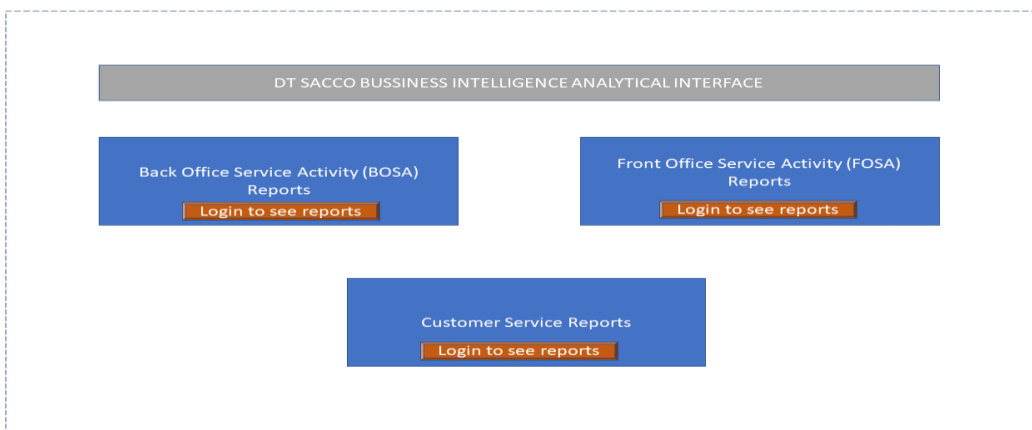 DT SACCO BUSSINESS INTELLIGENCE ANALYTICAL INTERFACE
Back Office Service Activity (BOSA)
Reports
Login to see reports
Front Office Service Activity (FOSA)
Reports
Login to see reports
Customer Service Reports
Login to see reports